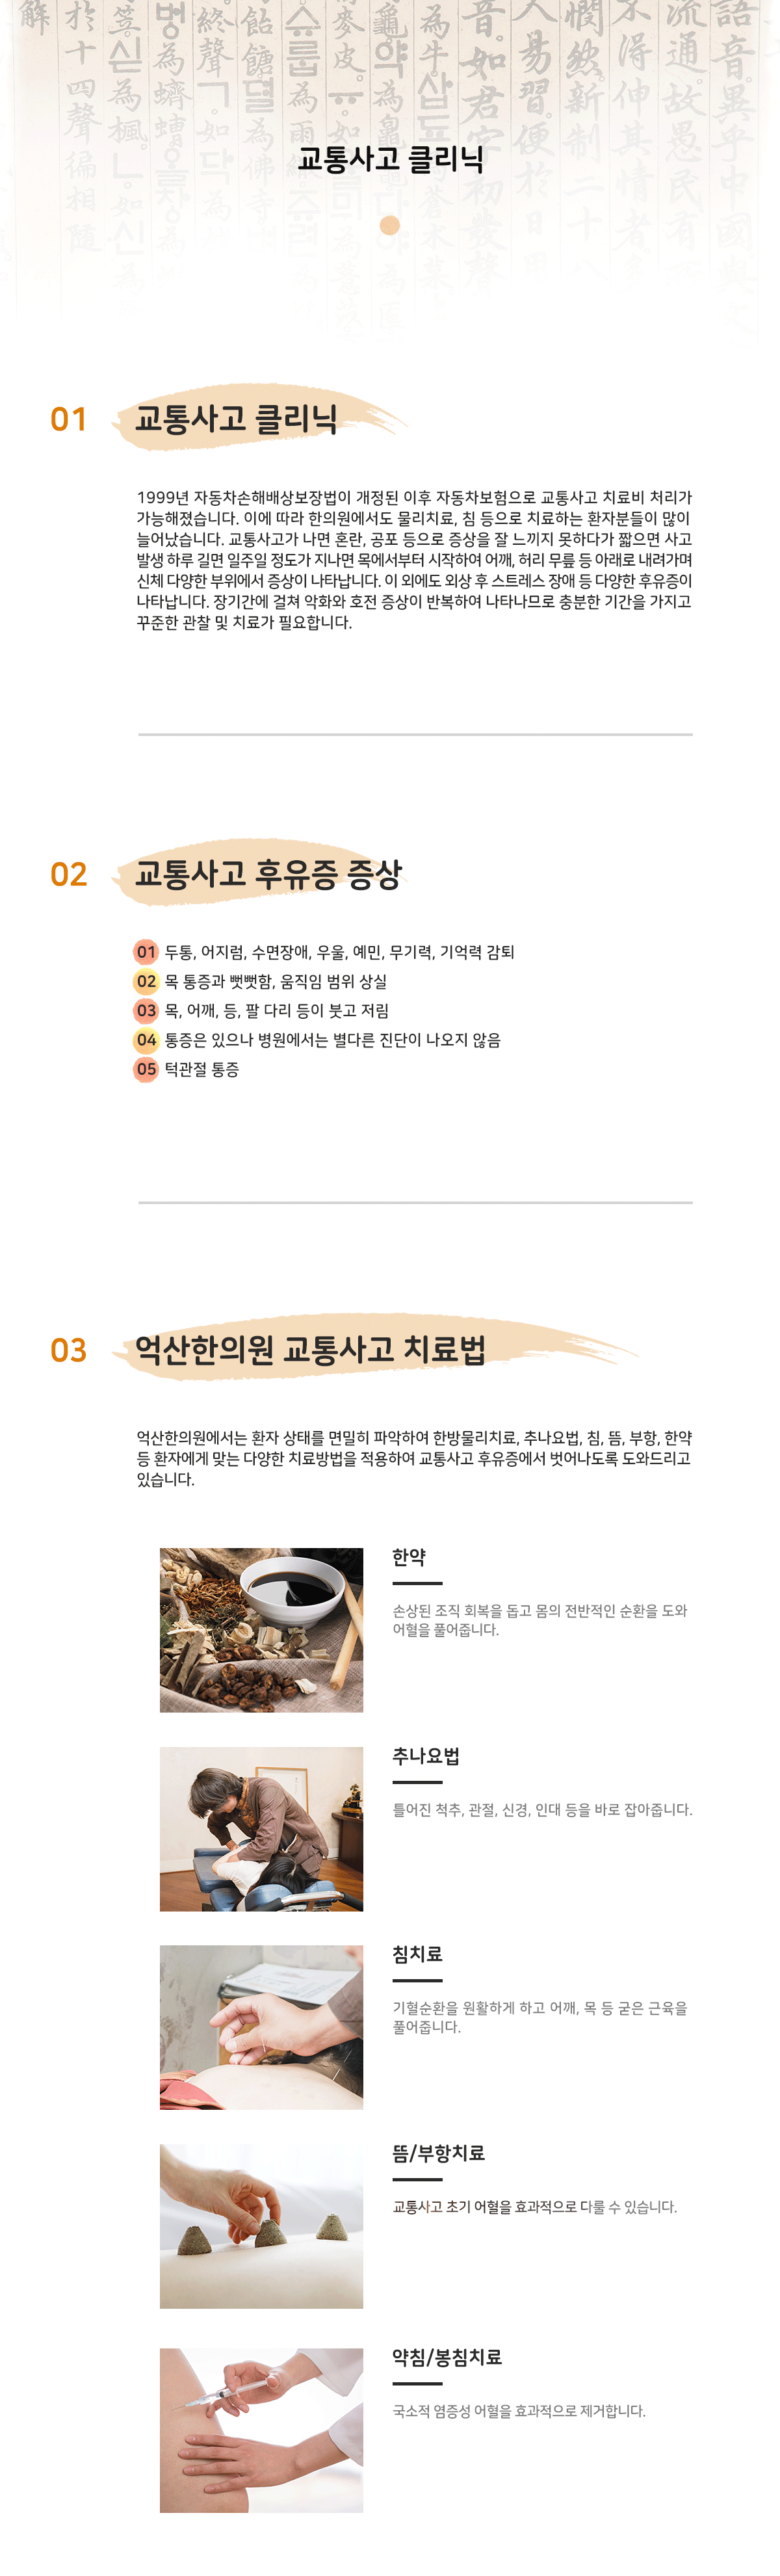 교통사고 클리닉
01 교통사고 클리닉
1999년 자동차손해배상보장법이 개정된 이후 자동차보험으로 교통사고 치료비 처리가
가능해졌습니다. 이에 따라 한의원에서도 물리치료, 침 등으로 치료하는 환자분들이 많이
늘어났습니다. 교통사고가 나면 혼란, 공포 등으로 증상을 잘 느끼지 못하다가 짧으면 사고
발생 하루 길면 일주일 정도가 지나면 목에서부터 시작하여 어깨, 허리 무릎 등 아래로 내려가며
신체 다양한 부위에서 증상이 나타납니다. 이 외에도 외상 후 스트레스 장애 등 다양한 후유증이
나타납니다. 장기간에 걸쳐 악화와 호전 증상이 반복하여 나타나므로 충분한 기간을 가지고
꾸준한 관찰 및 치료가 필요합니다.
02 교통사고 후유증 증상
01 두통, 어지럼, 수면장애, 우울, 예민, 무기력, 기억력 감퇴
02 목 통증과 뻣뻣함, 움직임 범위 상실
03 목, 어깨, 등, 팔 다리 등이 붓고 저림
04 통증은 있으나 병원에서는 별다른 진단이 나오지 않음
05 턱관절 통증
03 억산한의원 교통사고 치료법
억산한의원에서는 환자 상태를 면밀히 파악하여 한방물리치료, 추나요법, 침, 뜸, 부항, 한약
등 환자에게 맞는 다양한 치료방법을 적용하여 교통사고 후유증에서 벗어나도록 도와드리고
있습니다.
한약
손상된 조직 회복을 돕고 몸의 전반적인 순환을 도와
어혈을 풀어줍니다.
추나요법
틀어진 척추, 관절, 신경, 인대 등을 바로 잡아줍니다.
침치료
기혈순환을 원활하게 하고 어깨, 목 등 굳은 근육을
풀어줍니다.
뜸/부항치료
교통사고 초기 어혈을 효과적으로 다룰 수 있습니다.
약침/봉침치료
국소적 염증성 어혈을 효과적으로 제거합니다.